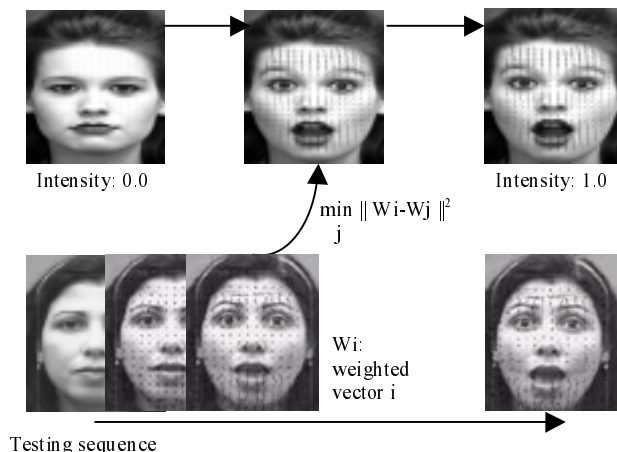 Intensity: 0.0
Intensity: 1.0
min || Wi-Wj ||²
j
Wi:
weighted
vector i
Testing sequence